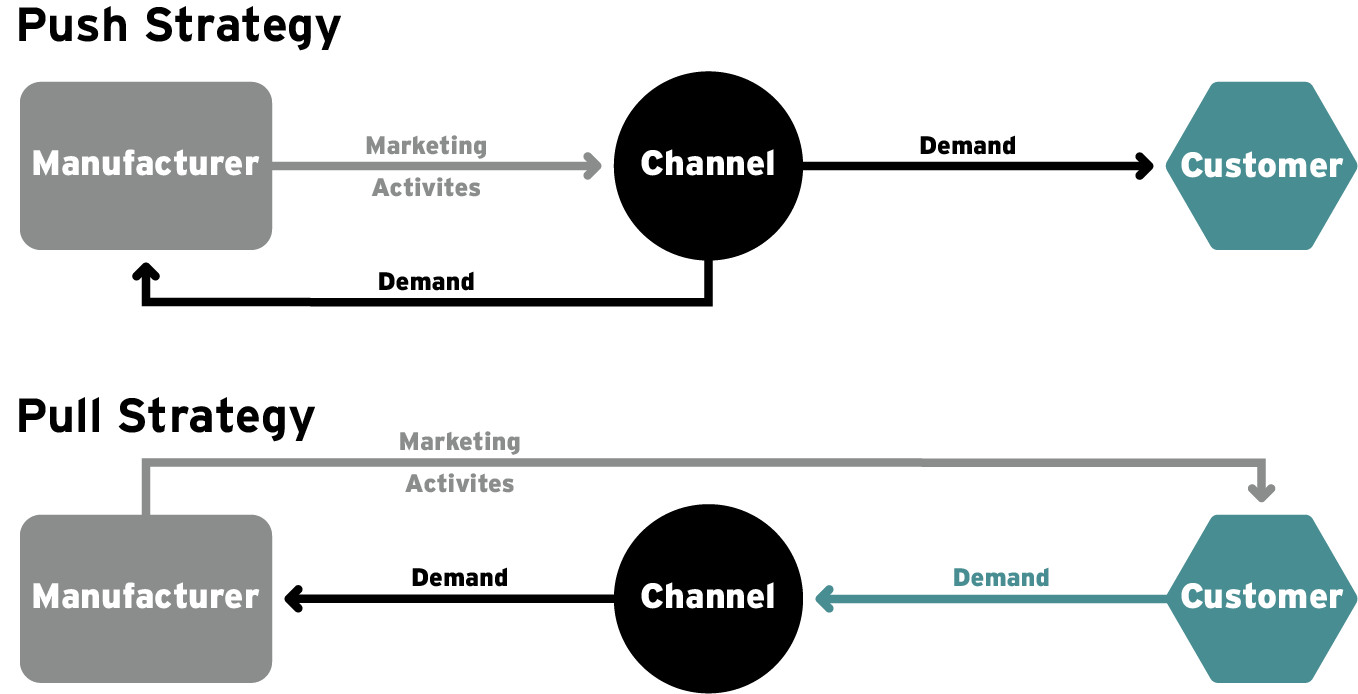 Push Strategy
Manufacturer
Marketing
Activites
Channel
Demand
Customer
Demand
Pull Strategy
Marketing
Activites
Manufacturer
Demand
Channel
Demand
Customer